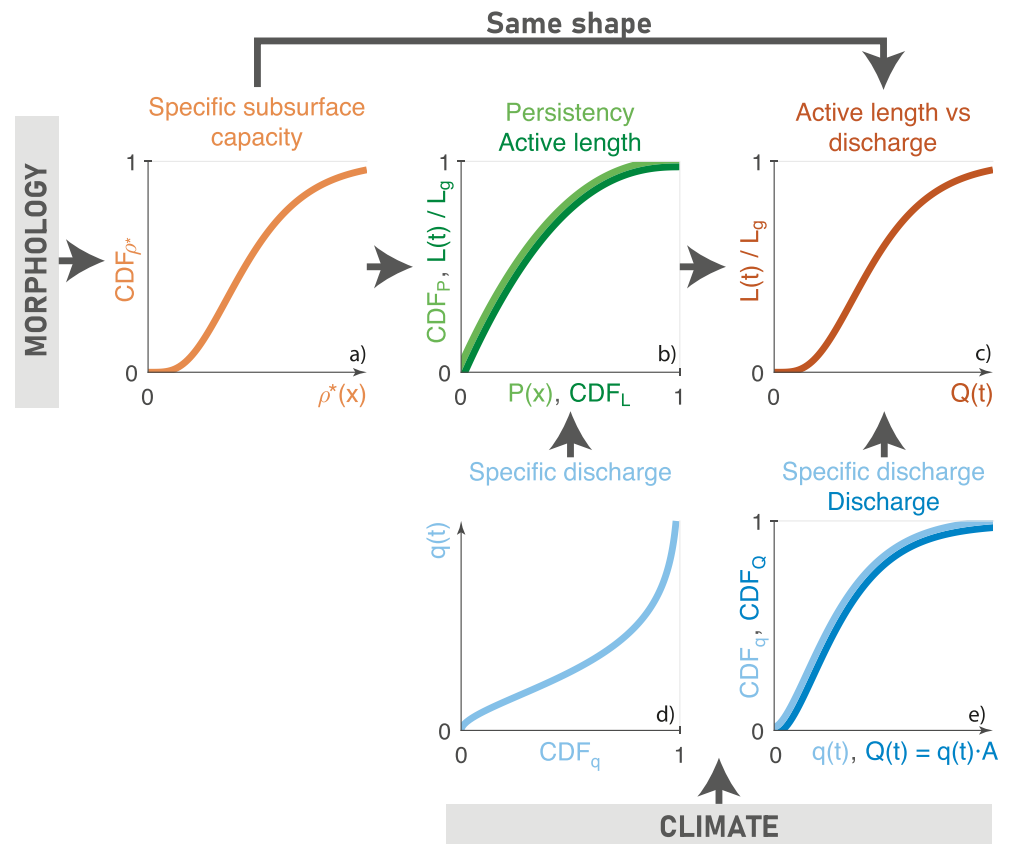 Same shape
MORPHOLOGY
Specific subsurface
capacity
1
CDFρ*
0
0
ρ*(x)
a)
Persistency
Active length
1
CDFP, L(t) / Lg
0
0
P(x), CDFL
1
b)
Active length vs
discharge
1
L(t) / Lg
0
0
Q(t)
c)
Specific discharge
q(t)
0
0
CDFq
1
d)
Specific discharge
Discharge
1
CDFq, CDFQ
0
0
q(t), Q(t) = q(t)·A
e)
CLIMATE